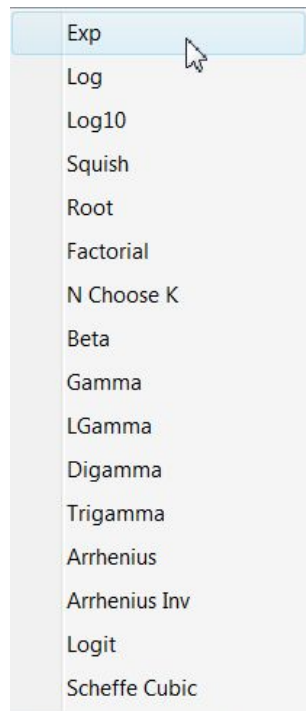 Exp
Log
Log10
Squish
Root
Factorial
N Choose K
Beta
Gamma
LGamma
Digamma
Trigamma
Arrhenius
Arrhenius Inv
Logit
Scheffe Cubic